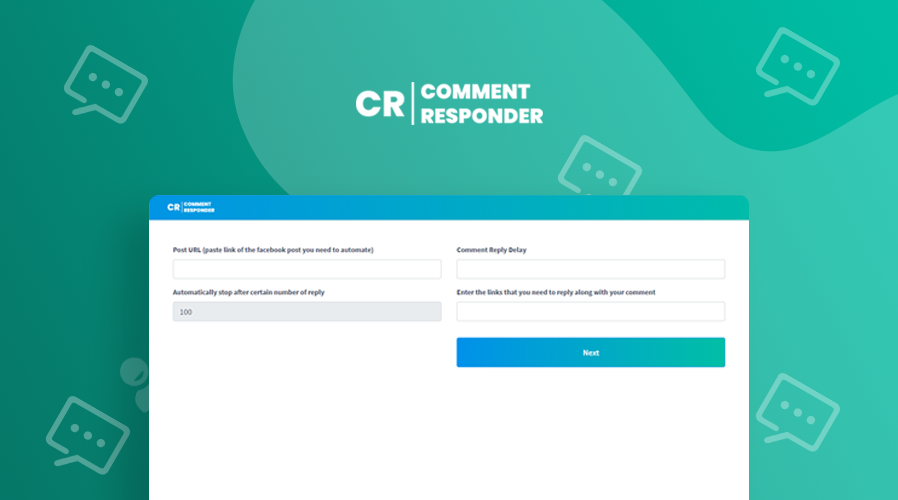 CR COMMENT
RESPONDER
CR COMMENT
RESPONDER
Post URL (paste link of the facebook post you need to automate)
Comment Reply Delay
Automatically stop after certain number of reply
Enter the links that you need to reply along with your comment
100
Next